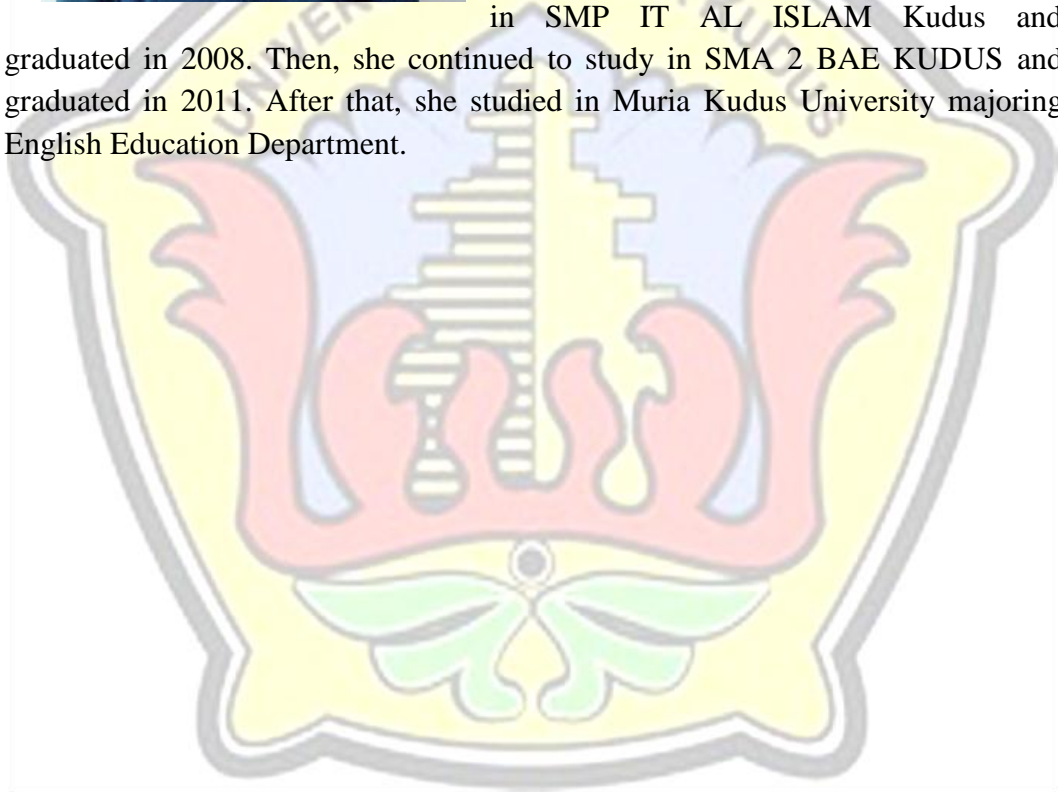 in SMP IT AL ISLAM Kudus and
graduated in 2008. Then, she continued to study in SMA 2 BAE KUDUS and
graduated in 2011. After that, she studied in Muria Kudus University majoring
English Education Department.